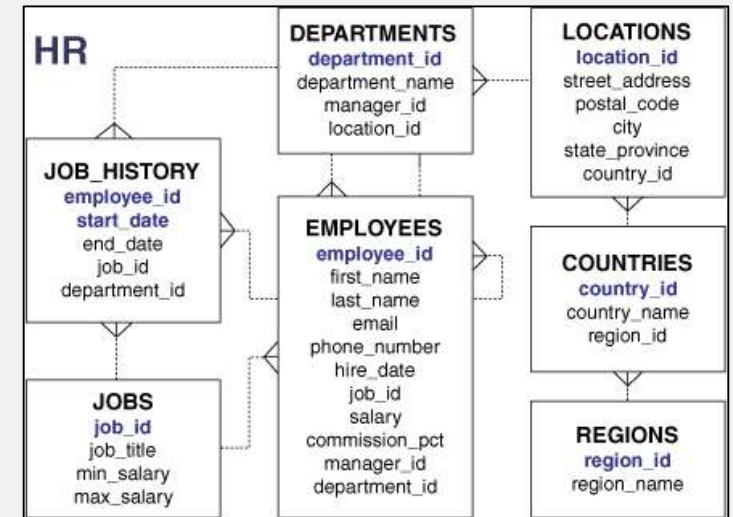 HR
DEPARTMENTS
department_id
department_name
manager_id
location_id
LOCATIONS
location_id
street_address
postal_code
city
state_province
country_id
JOB_HISTORY
employee_id
start_date
end_date
job_id
department_id
EMPLOYEES
employee_id
first_name
last_name
email
phone_number
hire_date
job_id
salary
commission_pct
manager_id
department_id
COUNTRIES
country_id
country_name
region_id
JOBS
job_id
job_title
min_salary
max_salary
REGIONS
region_id
region_name